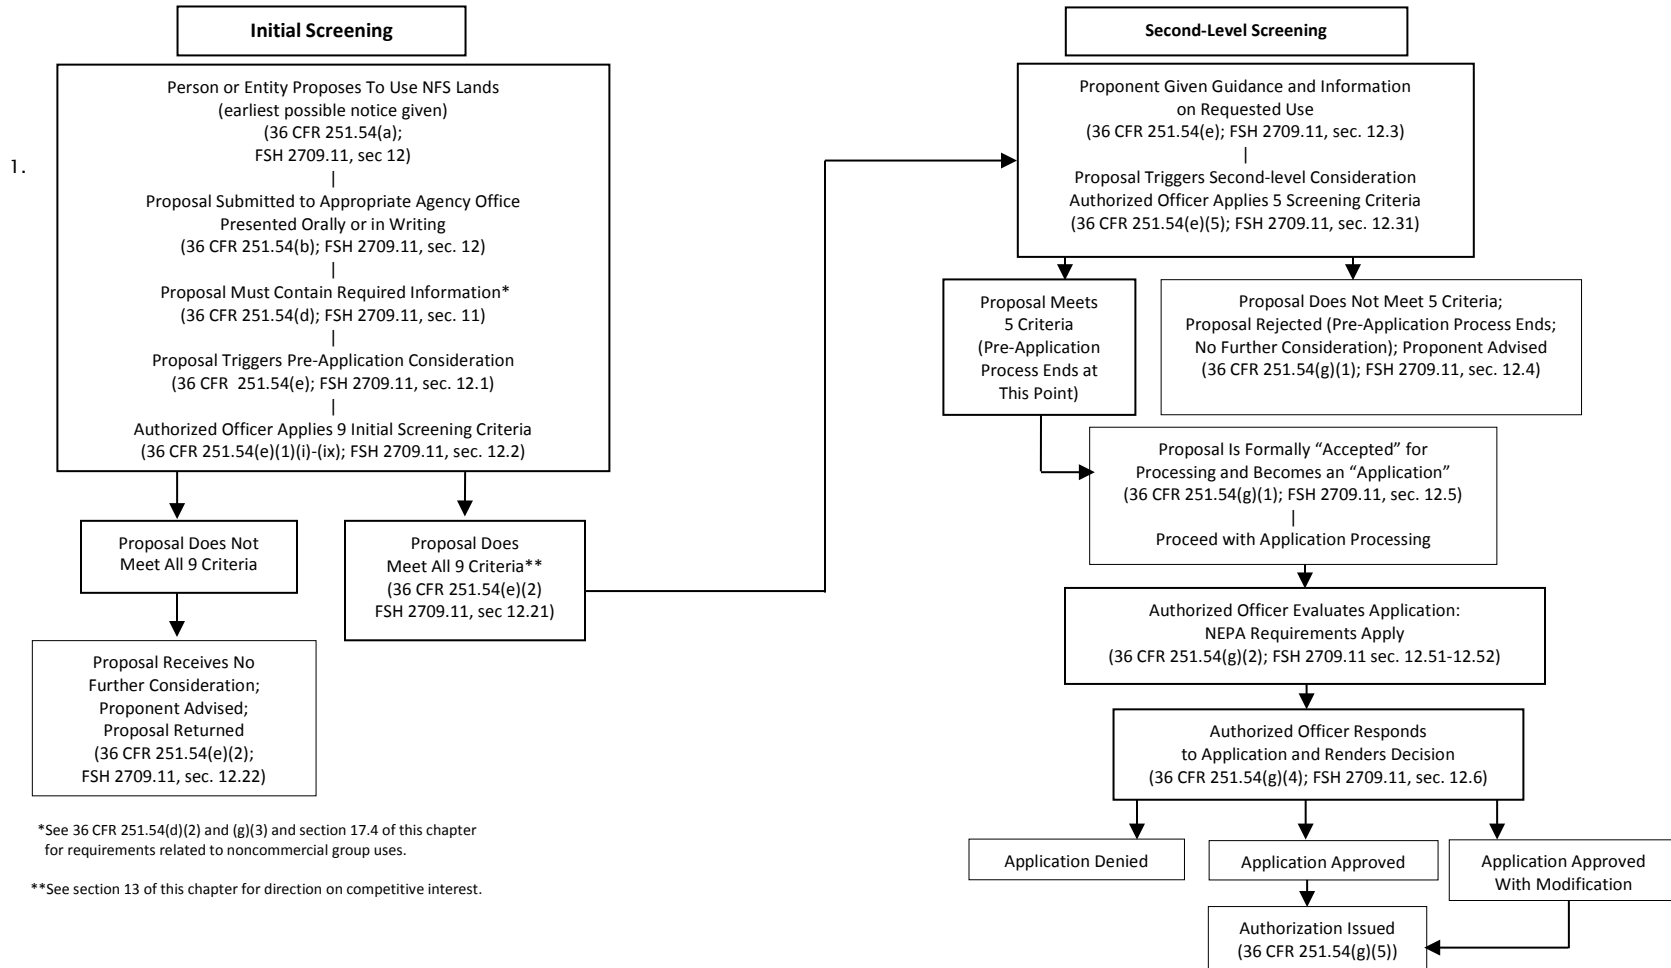 Initial Screening
Person or Entity Proposes To Use NFS Lands
(earliest possible notice given)
(36 CFR 251.54(a);
FSH 2709.11, sec 12)
|
1.
Proposal Submitted to Appropriate Agency Office
Presented Orally or in Writing
(36 CFR 251.54(b); FSH 2709.11, sec. 12)
|
Proposal Must Contain Required Information*
(36 CFR 251.54(d); FSH 2709.11, sec. 11)
|
Proposal Triggers Pre-Application Consideration
(36 CFR 251.54(e); FSH 2709.11, sec. 12.1)
|
Authorized Officer Applies 9 Initial Screening Criteria
(36 CFR 251.54(e)(1)(i)-(ix); FSH 2709.11, sec. 12.2)
Proposal Does Not
Meet All 9 Criteria
Proposal Does
Meet All 9 Criteria**
(36 CFR 251.54(e)(2)
FSH 2709.11, sec 12.21)
Proposal Receives No
Further Consideration;
Proponent Advised;
Proposal Returned
(36 CFR 251.54(e)(2);
FSH 2709.11, sec. 12.22)
*See 36 CFR 251.54(d)(2) and (g)(3) and section 17.4 of this chapter
for requirements related to noncommercial group uses.
**See section 13 of this chapter for direction on competitive interest.
Second-Level Screening
Proponent Given Guidance and Information
on Requested Use
(36 CFR 251.54(e); FSH 2709.11, sec. 12.3)
|
Proposal Triggers Second-level Consideration
Authorized Officer Applies 5 Screening Criteria
(36 CFR 251.54(e)(5); FSH 2709.11, sec. 12.31)
Proposal Meets
5 Criteria
(Pre-Application
Process Ends at
This Point)
Proposal Does Not Meet 5 Criteria;
Proposal Rejected (Pre-Application Process Ends;
No Further Consideration); Proponent Advised
(36 CFR 251.54(g)(1); FSH 2709.11, sec. 12.4)
Proposal Is Formally “Accepted” for
Processing and Becomes an “Application”
(36 CFR 251.54(g)(1); FSH 2709.11, sec. 12.5)
|
Proceed with Application Processing
Authorized Officer Evaluates Application:
NEPA Requirements Apply
(36 CFR 251.54(g)(2); FSH 2709.11 sec. 12.51-12.52)
Authorized Officer Responds
to Application and Renders Decision
(36 CFR 251.54(g)(4); FSH 2709.11, sec. 12.6)
Application Denied
Application Approved
Application Approved
With Modification
Authorization Issued
(36 CFR 251.54(g)(5))